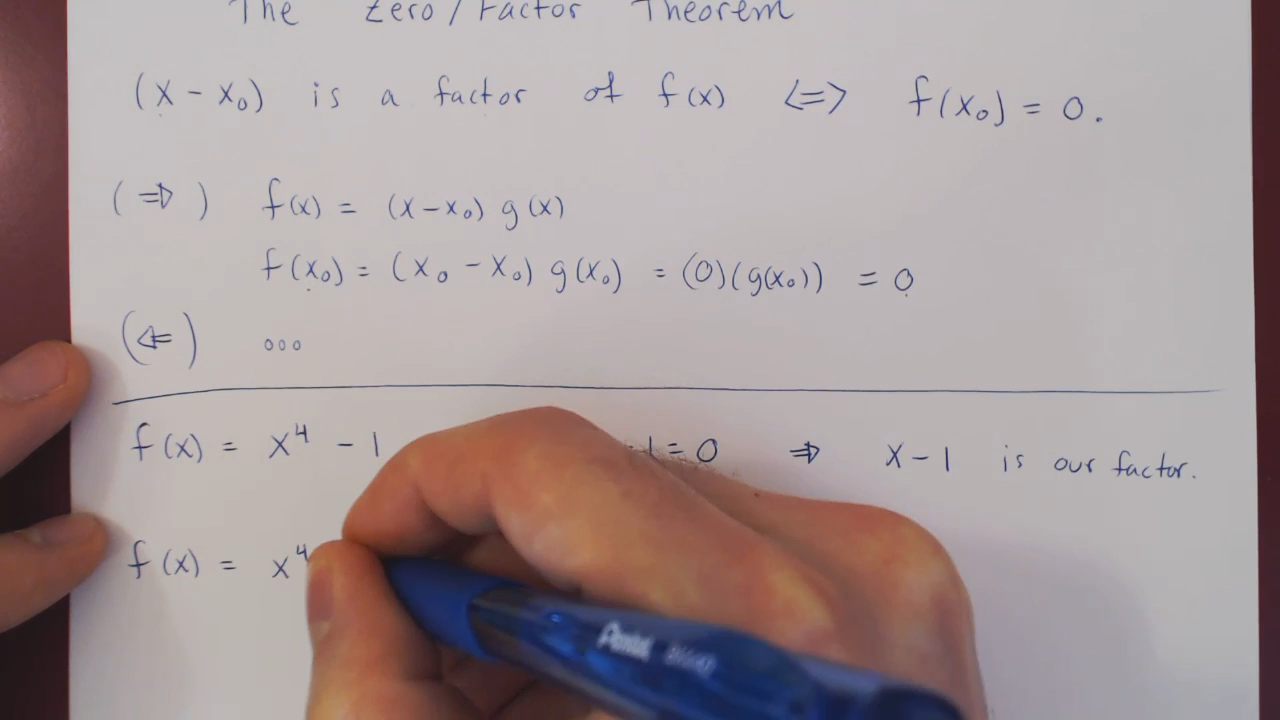 The Zero/Factor Theorem
(x - x₀) is a factor of f(x) <=> f(x₀) = 0.
(⇒) f(x) = (x-x₀) g(x)
f(x₀) = (x₀ - x₀) g(x₀) = (0)(g(x₀)) = 0
(⇐) ...
f(x) = x⁴ - 1 -1=0 ⇒ x-1 is our factor.
f(x) = x⁴
Pentel